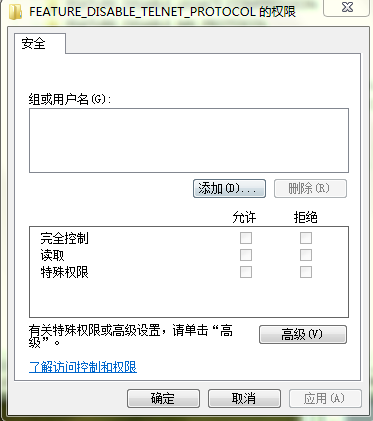 FEATURE_DISABLE_TELNET_PROTOCOL 的权限
安全
组或用户名(G):
添加(D)... 删除(R)
允许 拒绝
完全控制
读取
特殊权限
有关特殊权限或高级设置，请单击“高
级”。
高级(V)
了解访问控制和权限
确定 取消 应用(A)